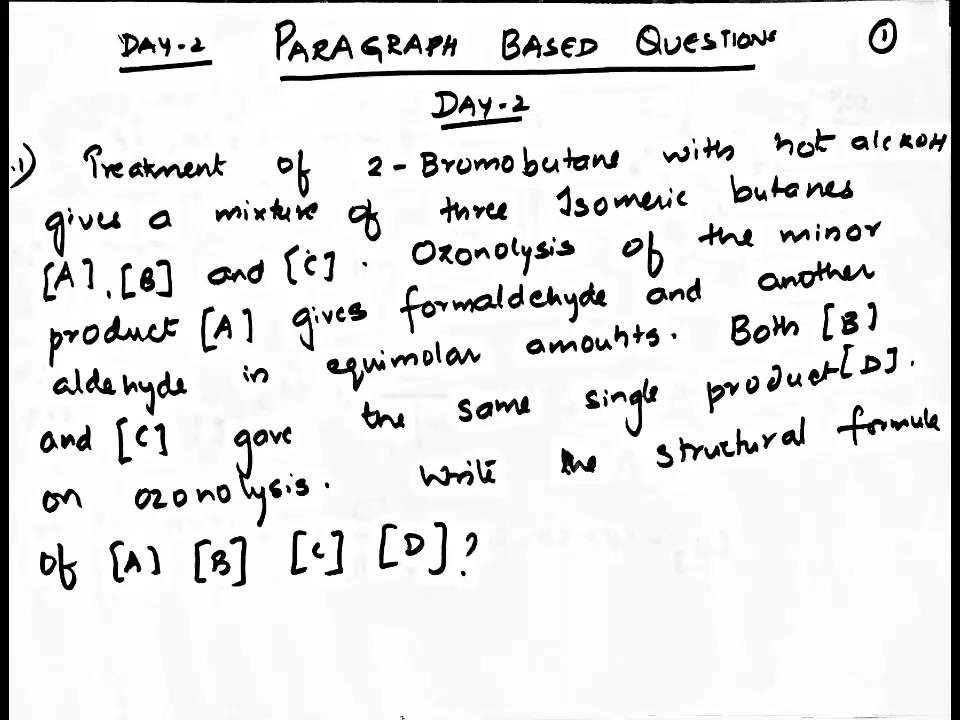 DAY-2 PARAGRAPH BASED QUESTIONS 1
DAY-2
.1) Treatment of 2-Bromobutane with hot alc KOH
gives a mixture of three Isomeric butanes
[A], [B] and [C]. Ozonolysis of the minor
product [A] gives formaldehyde and another
aldehyde in equimolar amounts. Both [B]
and [C] gave the same single product [D].
on ozonolysis. Write the structural formula
of [A] [B] [C] [D]?